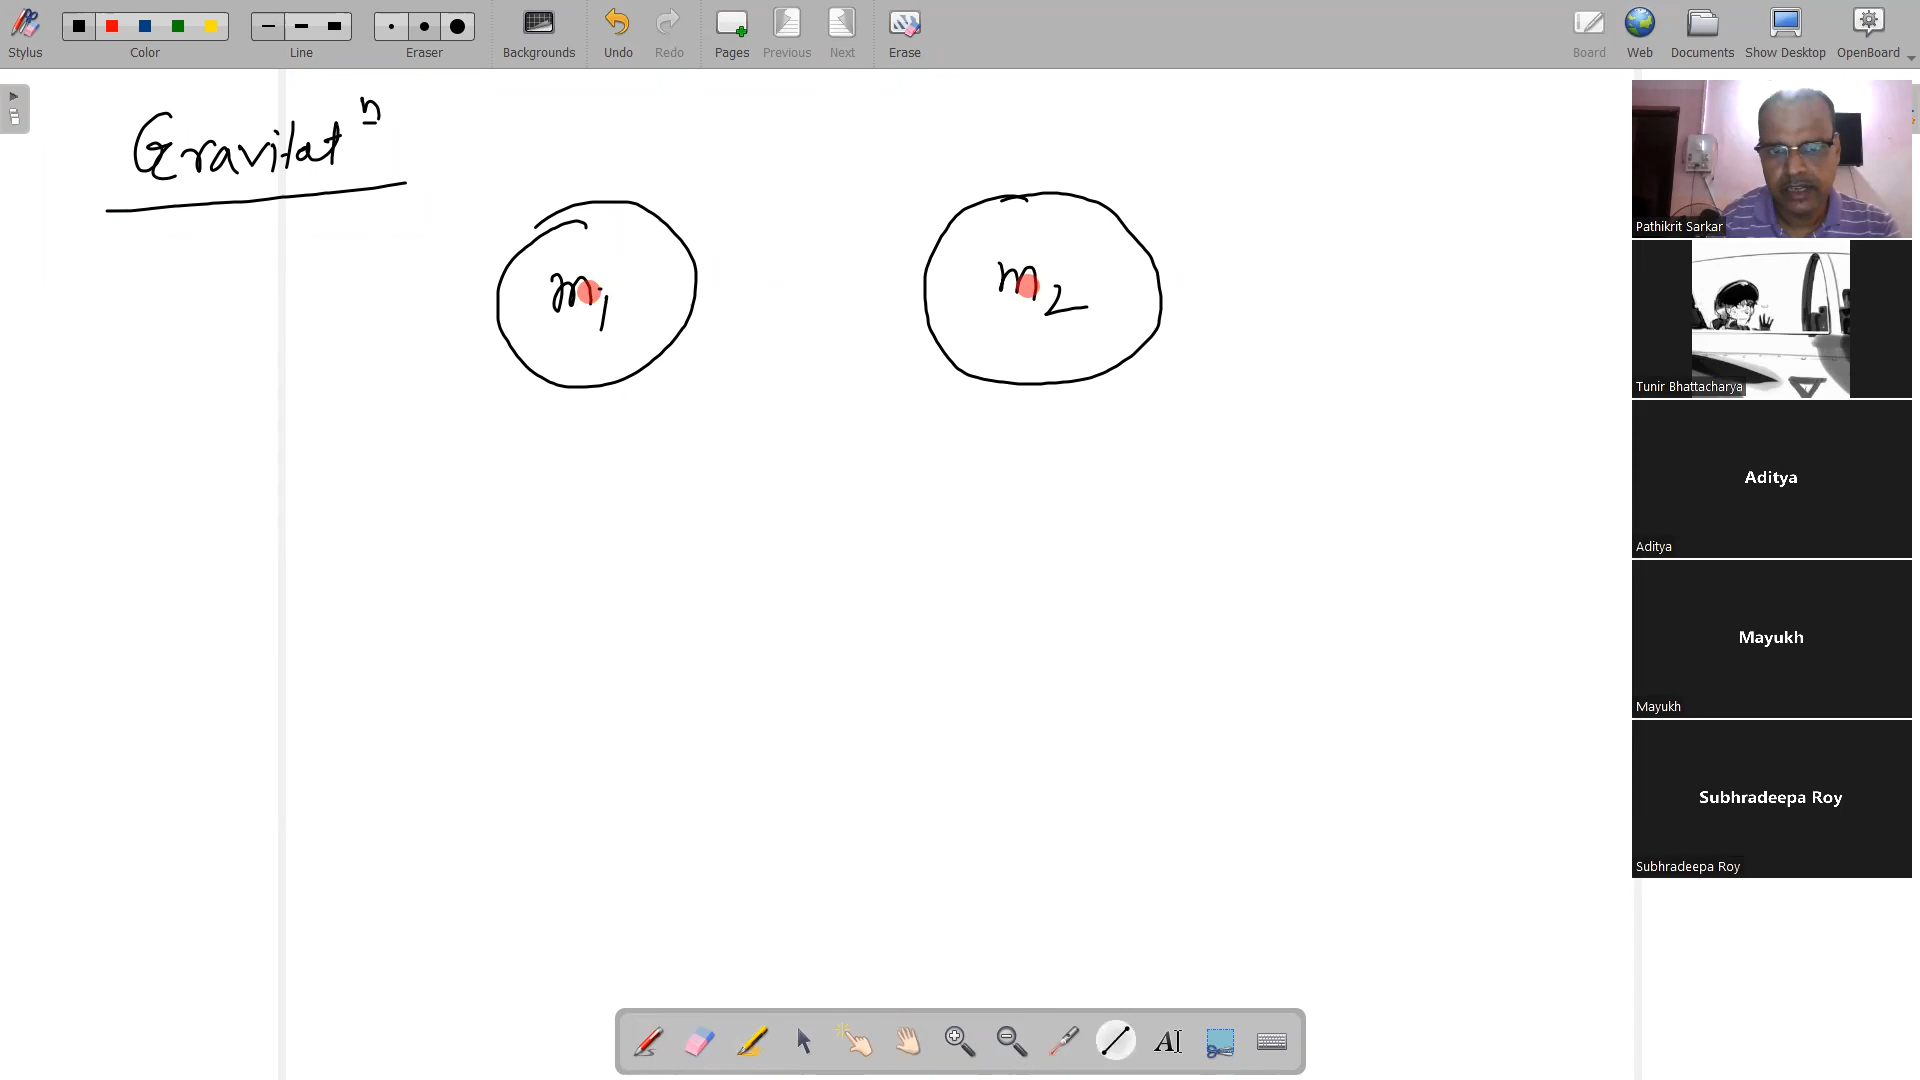 Stylus
Color
Line
Eraser
Backgrounds
Undo
Redo
Pages
Previous
Next
Erase
Board
Web
Documents
Show Desktop
OpenBoard
Gravitatⁿ
m₁
m₂
Pathikrit Sarkar
Tunir Bhattacharya
Aditya
Aditya
Mayukh
Mayukh
Subhradeepa Roy
Subhradeepa Roy